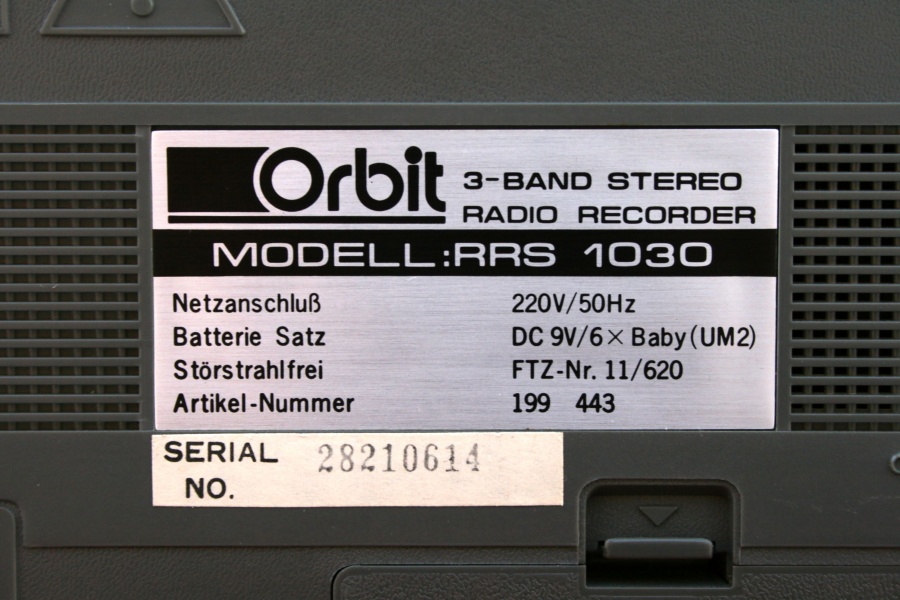 Orbit 3-BAND STEREO
RADIO RECORDER
MODELL:RRS 1030
Netzanschluß 220V/50Hz
Batterie Satz DC 9V/6×Baby(UM2)
Störstrahlfrei FTZ-Nr. 11/620
Artikel-Nummer 199 443
SERIAL NO. 28210614